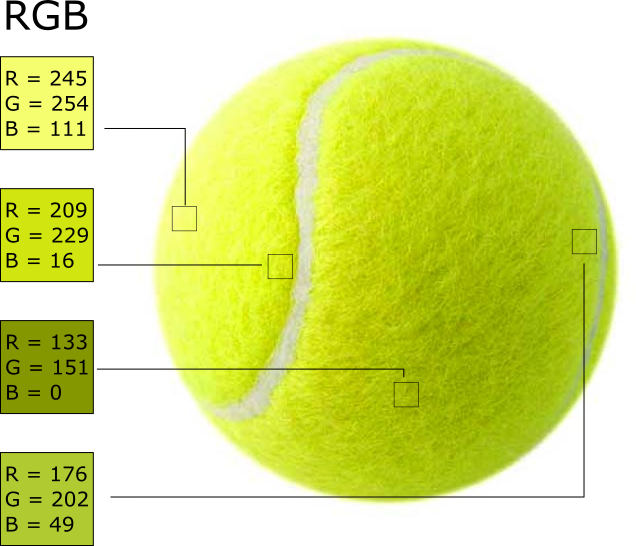 RGB
R = 245
G = 254
B = 111
R = 209
G = 229
B = 16
R = 133
G = 151
B = 0
R = 176
G = 202
B = 49